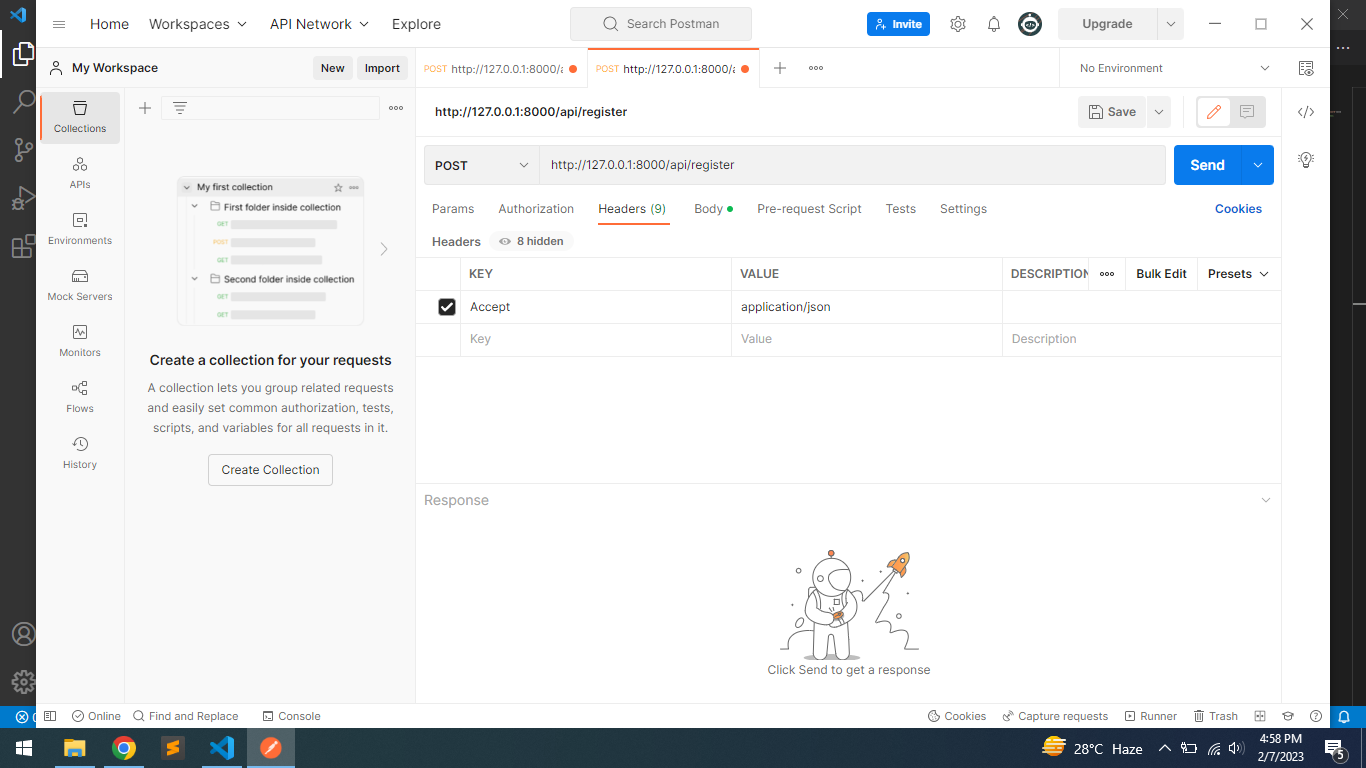 Home
Workspaces
API Network
Explore
Search Postman
Invite
Upgrade
My Workspace
New
Import
POST http://127.0.0.1:8000/a
POST http://127.0.0.1:8000/a
No Environment
Collections
APIs
Environments
Mock Servers
Monitors
Flows
History
My first collection
First folder inside collection
GET
POST
GET
Second folder inside collection
GET
GET
Create a collection for your requests
A collection lets you group related requests
and easily set common authorization, tests,
scripts, and variables for all requests in it.
Create Collection
http://127.0.0.1:8000/api/register
Save
POST
http://127.0.0.1:8000/api/register
Send
Params
Authorization
Headers (9)
Body
Pre-request Script
Tests
Settings
Cookies
Headers
8 hidden
KEY
VALUE
DESCRIPTION
Bulk Edit
Presets
Accept
application/json
Key
Value
Description
Response
Click Send to get a response
Online
Find and Replace
Console
Cookies
Capture requests
Runner
Trash
28°C Haze
4:58 PM
2/7/2023
5